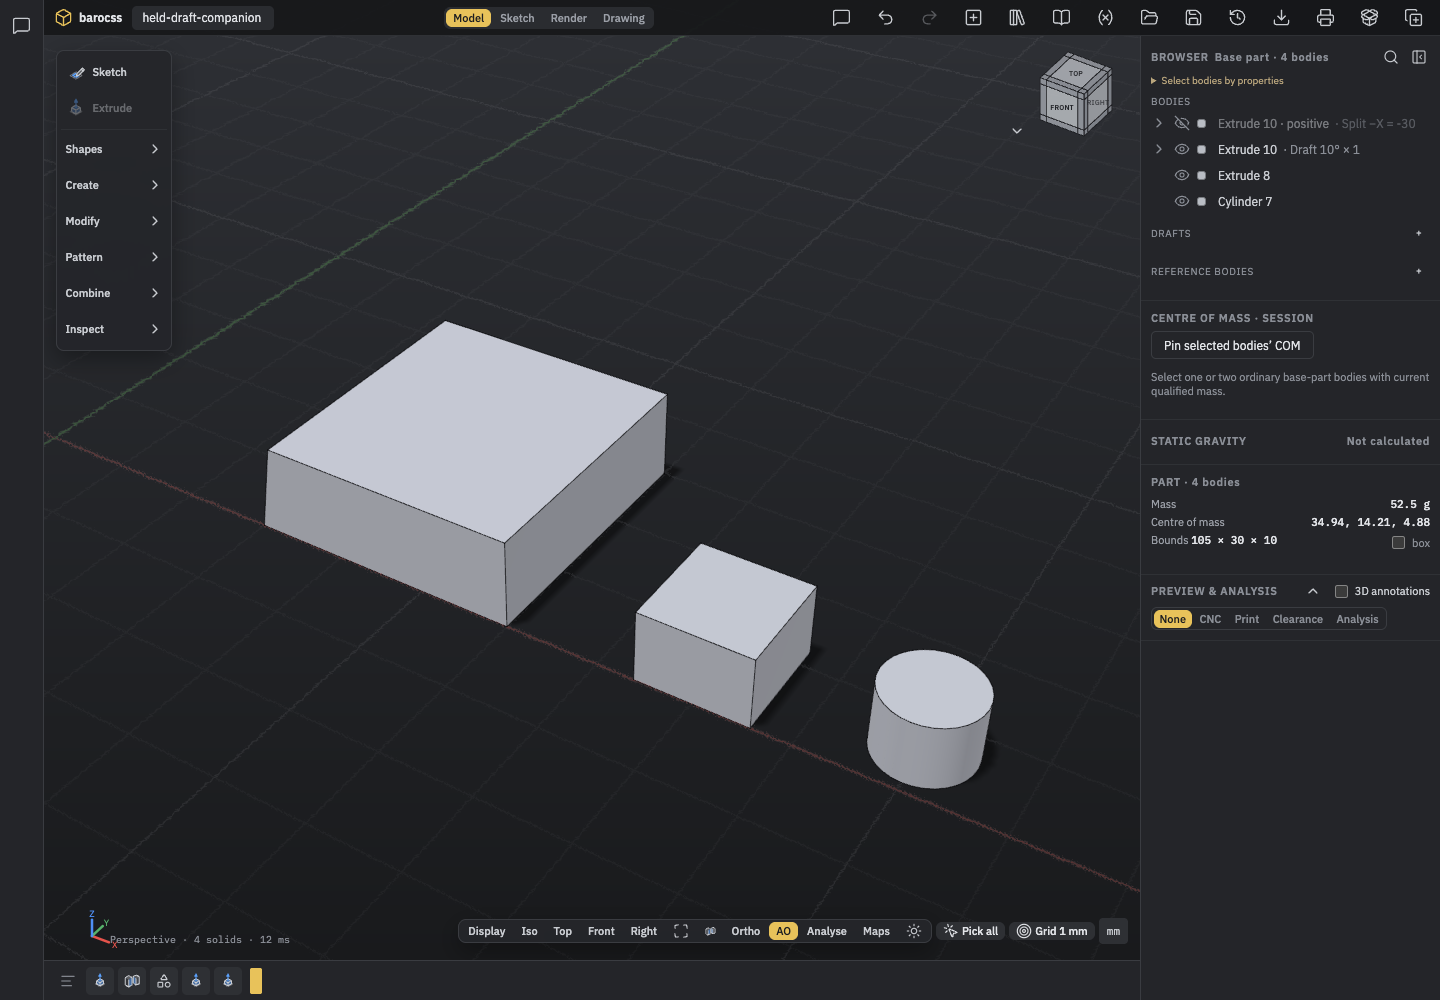 barocss
held-draft-companion
Model Sketch Render Drawing
Sketch
Extrude
Shapes
Create
Modify
Pattern
Combine
Inspect
TOP
FRONT
RIGHT
BROWSER Base part · 4 bodies
Select bodies by properties
BODIES
Extrude 10 · positive · Split –X = -30
Extrude 10 · Draft 10° × 1
Extrude 8
Cylinder 7
DRAFTS +
REFERENCE BODIES +
CENTRE OF MASS · SESSION
Pin selected bodies’ COM
Select one or two ordinary base-part bodies with current
qualified mass.
STATIC GRAVITY Not calculated
PART · 4 bodies
Mass 52.5 g
Centre of mass 34.94, 14.21, 4.88
Bounds 105 × 30 × 10 box
PREVIEW & ANALYSIS 3D annotations
None CNC Print Clearance Analysis
Z
Y
X
Perspective · 4 solids · 12 ms
Display Iso Top Front Right Ortho AO Analyse Maps Pick all Grid 1 mm mm